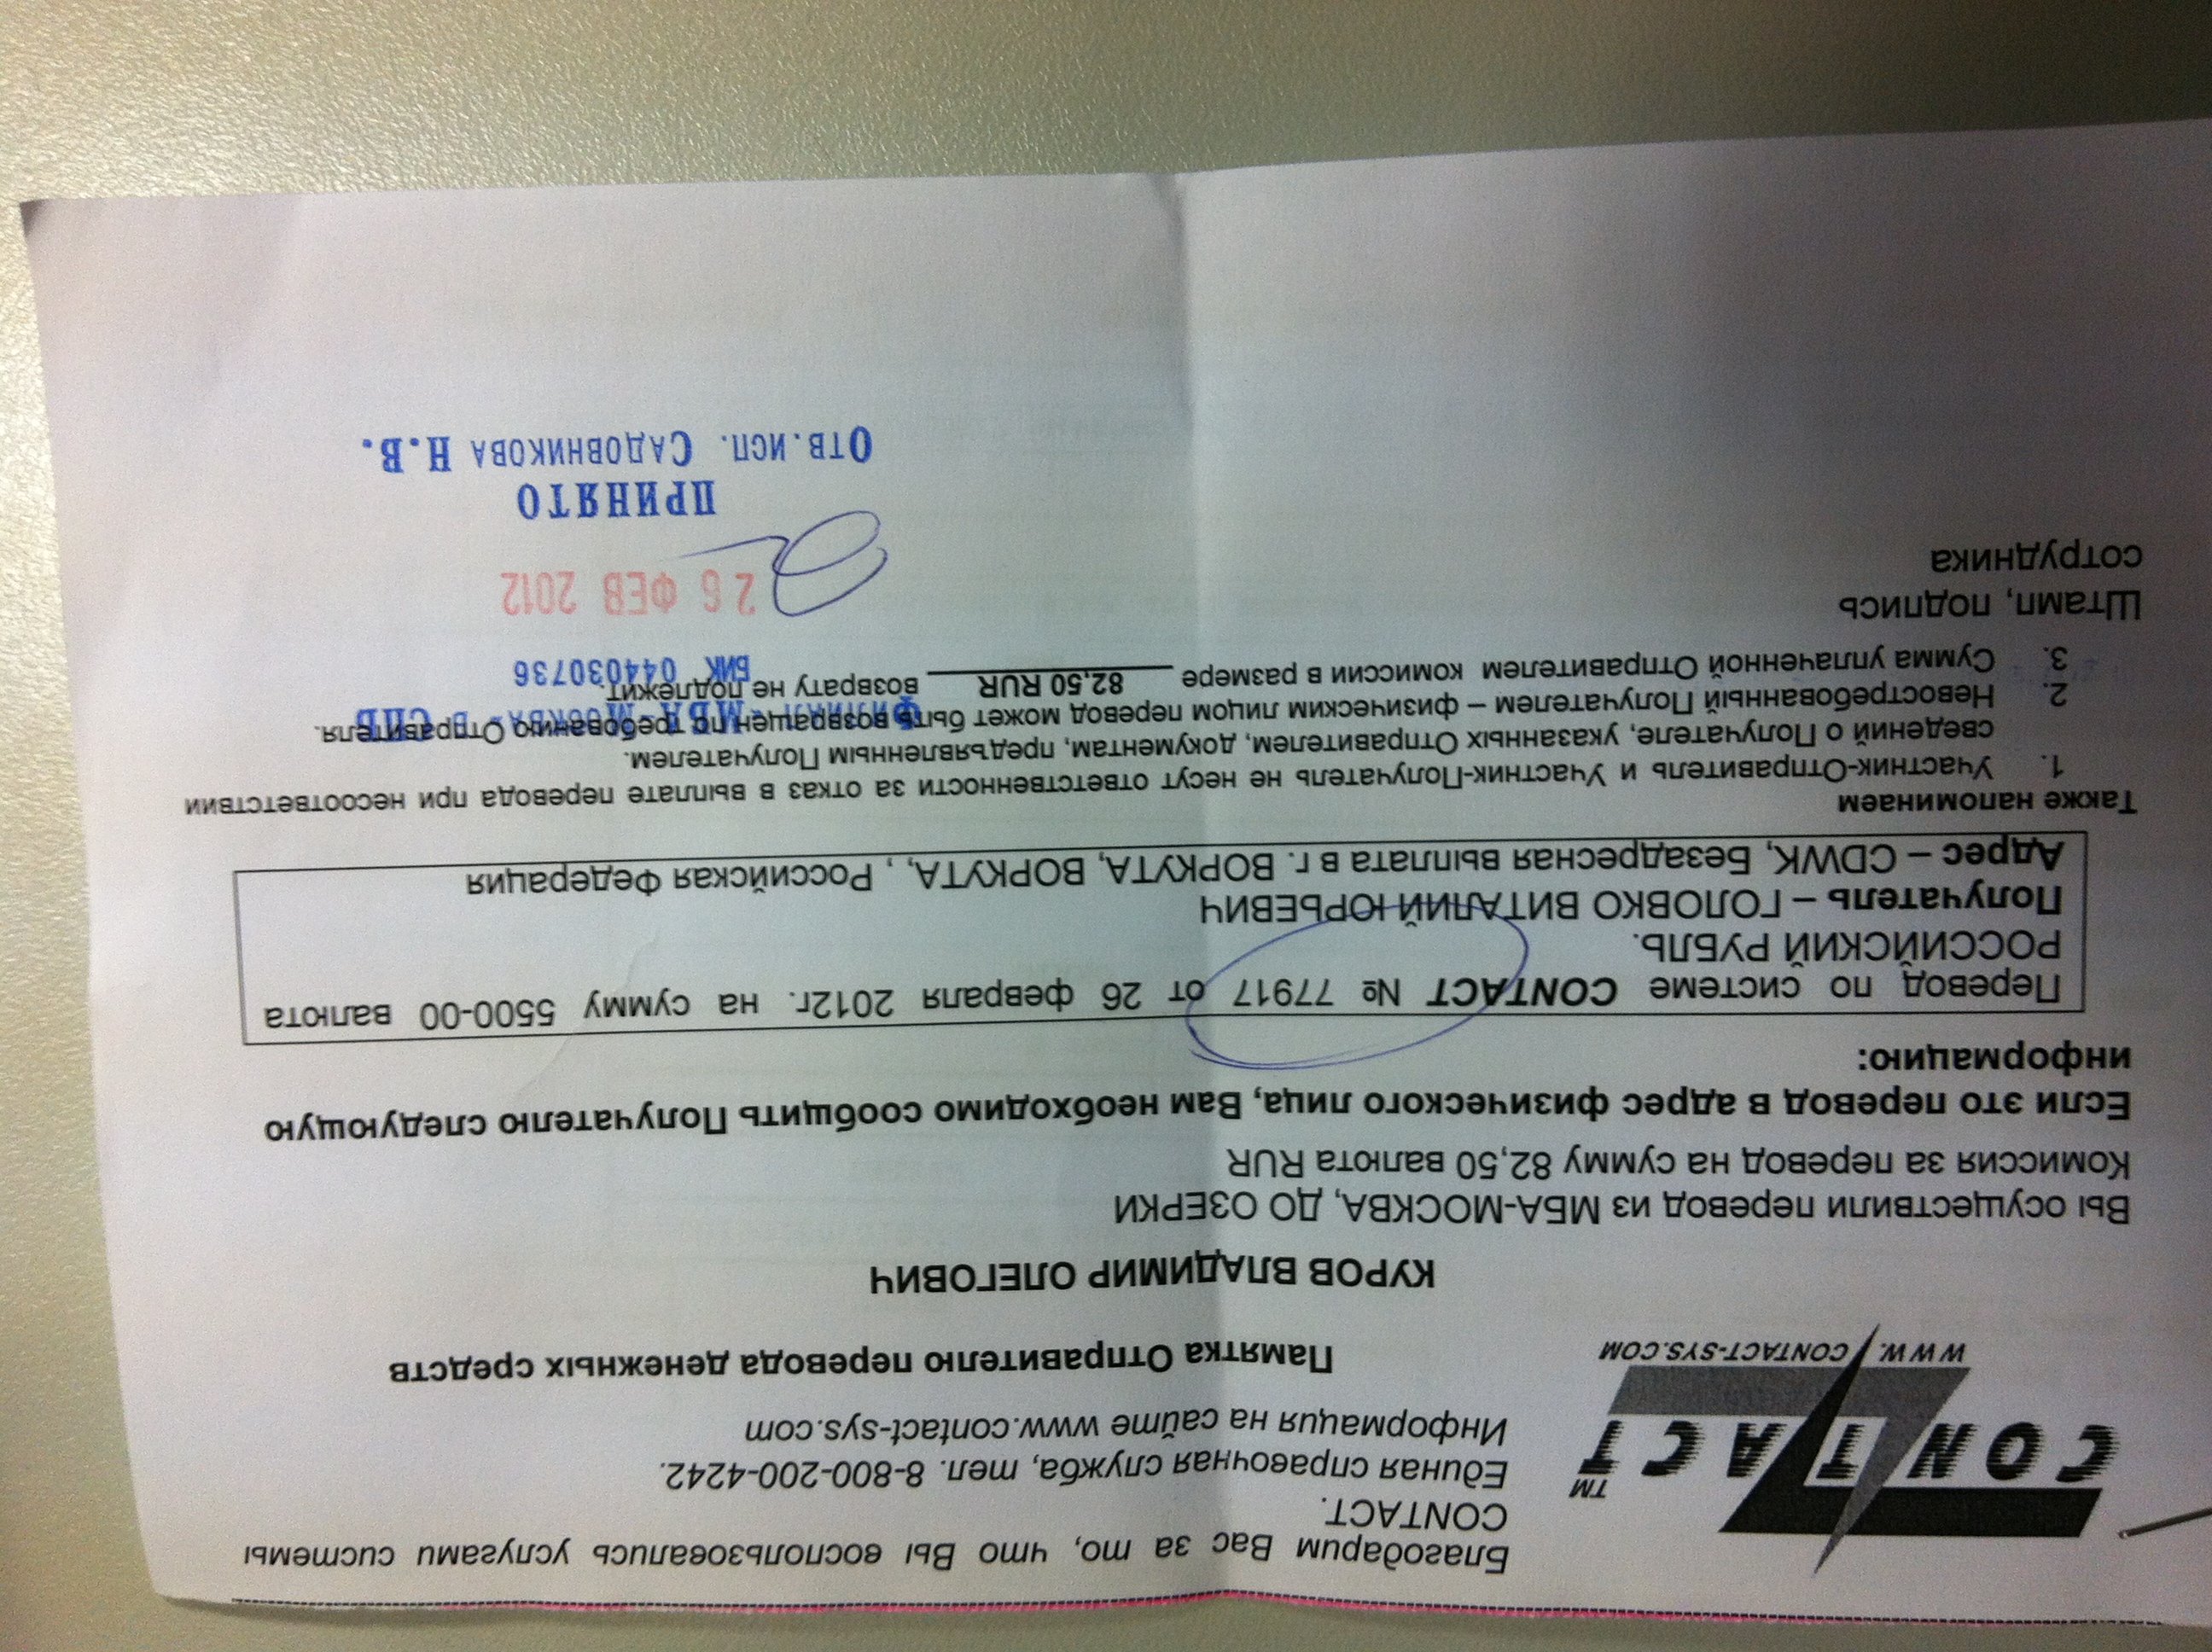 Благодарим Вас за то, что Вы воспользовались услугами системы
CONTACT.
Единая справочная служба, тел. 8-800-200-4242.
Информация на сайте www.contact-sys.com
CONTACT™
WWW.CONTACT-SYS.COM
Памятка Отправителю перевода денежных средств
КУРОВ ВЛАДИМИР ОЛЕГОВИЧ
Вы осуществили перевод из МБА-МОСКВА, ДО ОЗЕРКИ
Комиссия за перевод на сумму 82,50 валюта RUR
Если это перевод в адрес физического лица, Вам необходимо сообщить Получателю следующую
информацию:
Перевод по системе CONTACT № 77917 от 26 февраля 2012г. на сумму 5500-00 валюта
РОССИЙСКИЙ РУБЛЬ.
Получатель – ГОЛОВКО ВИТАЛИЙ ЮРЬЕВИЧ
Адрес – CDWK, Безадресная выплата в г. ВОРКУТА, ВОРКУТА, , Российская Федерация
Также напоминаем
1. Участник-Отправитель и Участник-Получатель не несут ответственности за отказ в выплате перевода при несоответствии
сведений о Получателе, указанных Отправителем, документам, предъявленным Получателем.
2. Невостребованный Получателем – физическим лицом перевод может быть возвращен по требованию Отправителя.
3. Сумма уплаченной Отправителем комиссии в размере 82,50 RUR возврату не подлежит.
Филиал "МБА-Москва" в СПБ
БИК 044030736
Штамп, подпись
сотрудника
26 ФЕВ 2012
ПРИНЯТО
Отв.исп. Садовникова Н.В.